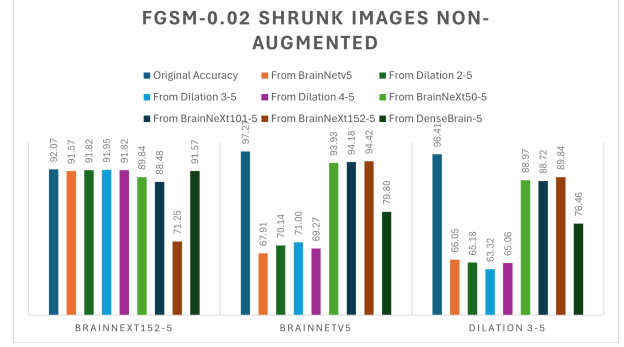 FGSM-0.02 SHRUNK IMAGES NON-
AUGMENTED
Original Accuracy From BrainNetv5 From Dilation 2-5
From Dilation 3-5 From Dilation 4-5 From BrainNeXt50-5
From BrainNeXt101-5 From BrainNeXt152-5 From DenseBrain-5
92.07 91.57 91.82 91.95 91.82 89.84 88.48 71.25 91.57
97.27 67.91 70.14 71.00 69.27 93.93 94.18 94.42 79.80
96.41 66.05 65.18 63.32 65.06 88.97 88.72 89.84 76.46
BRAINNEXT152-5 BRAINNETV5 DILATION 3-5